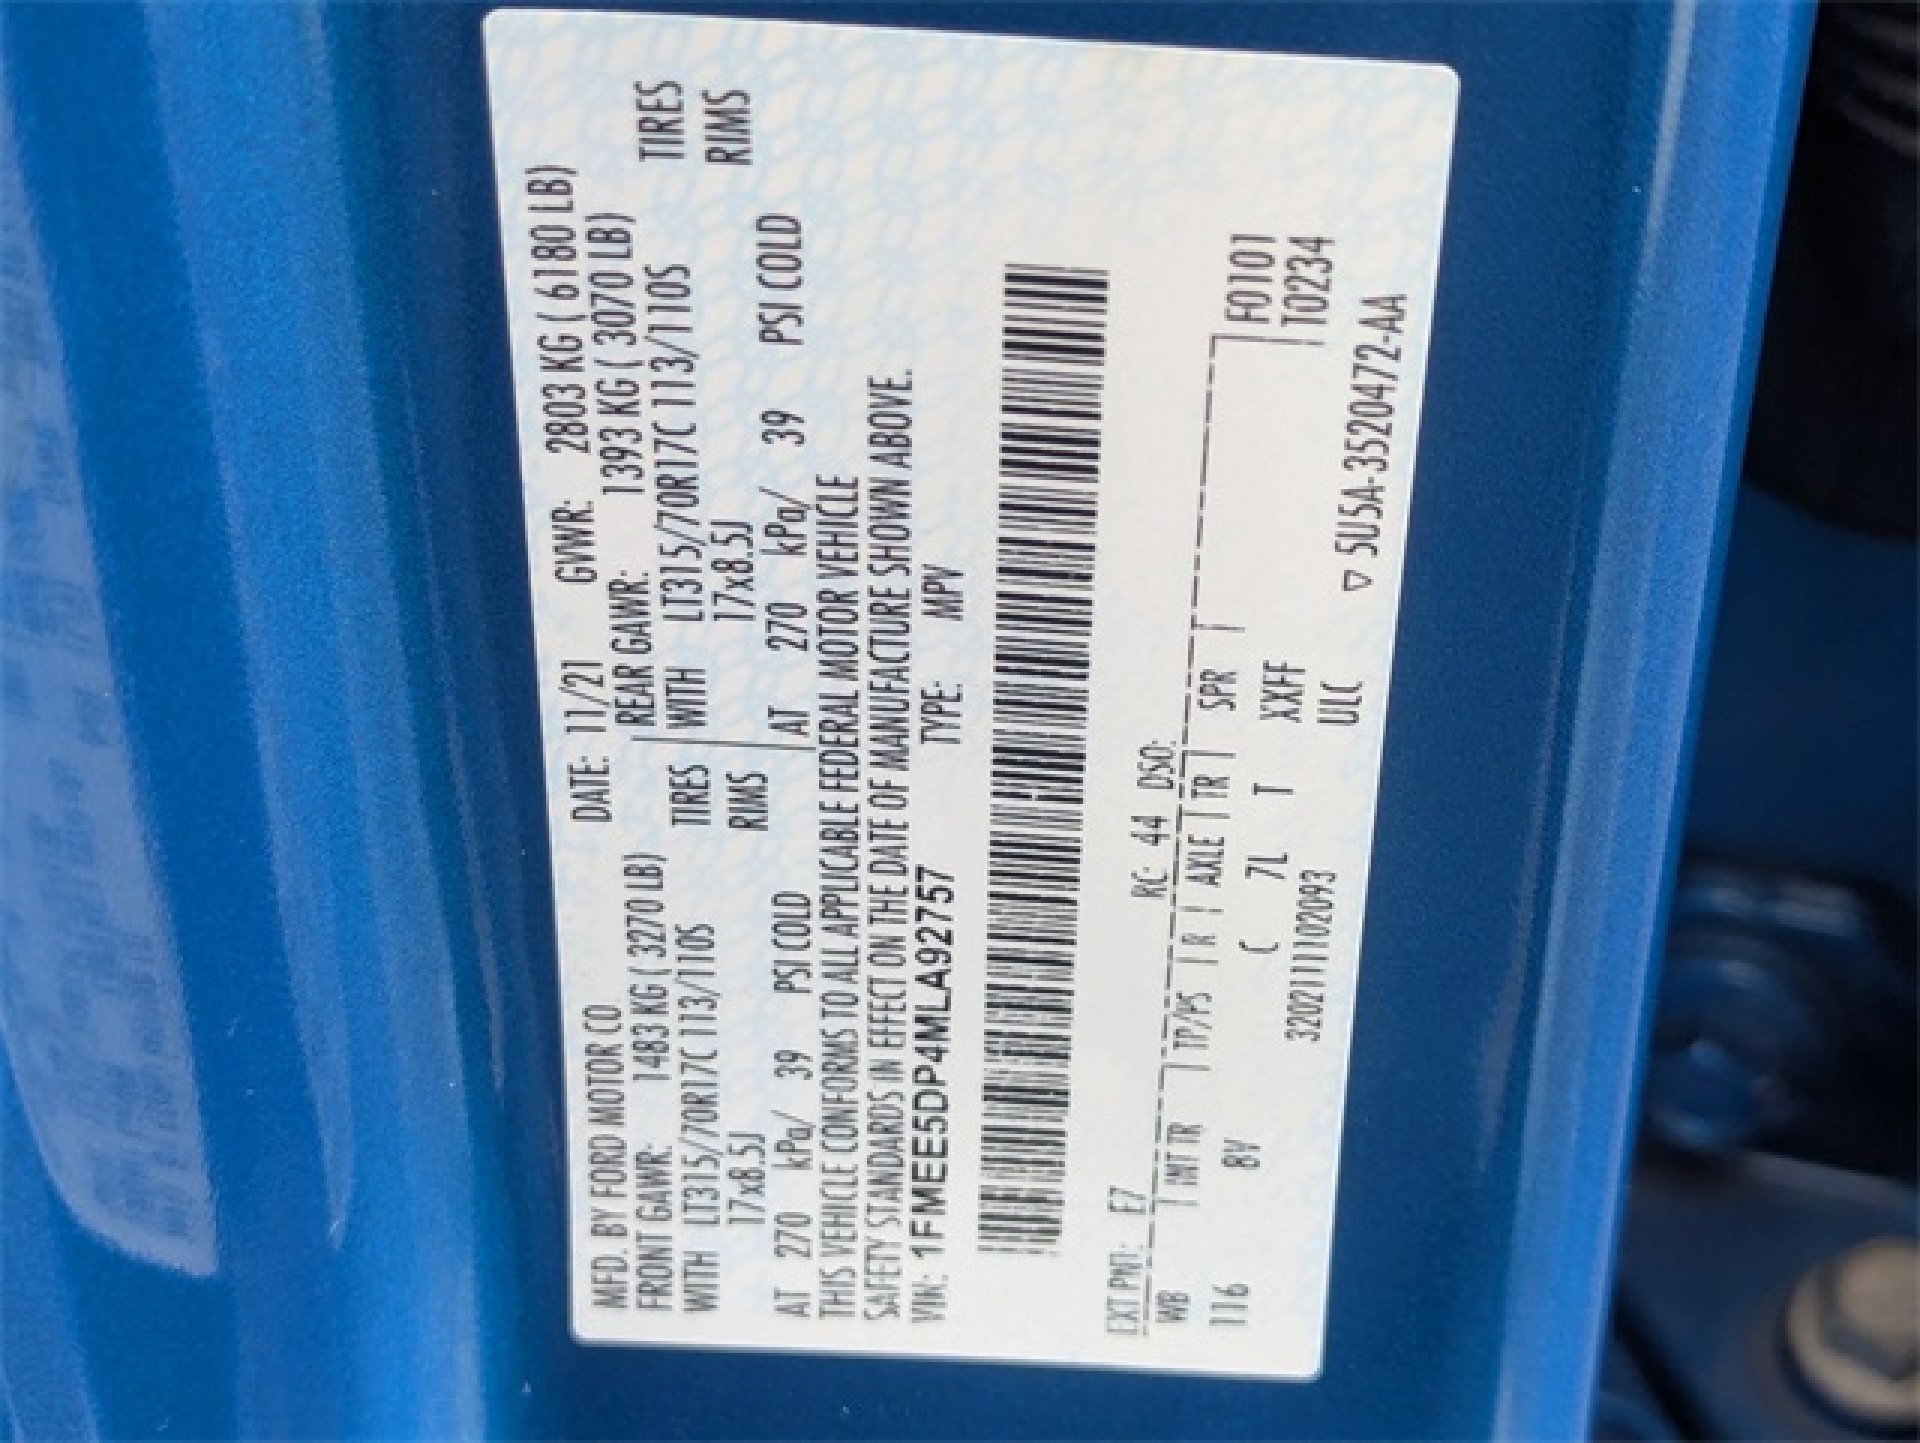 MFD. BY FORD MOTOR CO. DATE: 11/21 GVWR: 2803 KG ( 6180 LB)
FRONT GAWR: 1483 KG ( 3270 LB) REAR GAWR: 1393 KG ( 3070 LB)
WITH LT315/70R17C 113/110S TIRES WITH LT315/70R17C 113/110S TIRES
17x8.5J RIMS 17x8.5J RIMS
AT 270 kPa/ 39 PSI COLD AT 270 kPa/ 39 PSI COLD
THIS VEHICLE CONFORMS TO ALL APPLICABLE FEDERAL MOTOR VEHICLE
SAFETY STANDARDS IN EFFECT ON THE DATE OF MANUFACTURE SHOWN ABOVE.
VIN: 1FMEE5DP4MLA92757 TYPE: MPV
EXT PNT: E7 RC: 44 DSO:
WB INT TR TP/PS R AXLE TR SPR F0101
116 8V C 7L T XXFF T0234
3202111102093 ULC
▽ 5U5A-3520472-AA